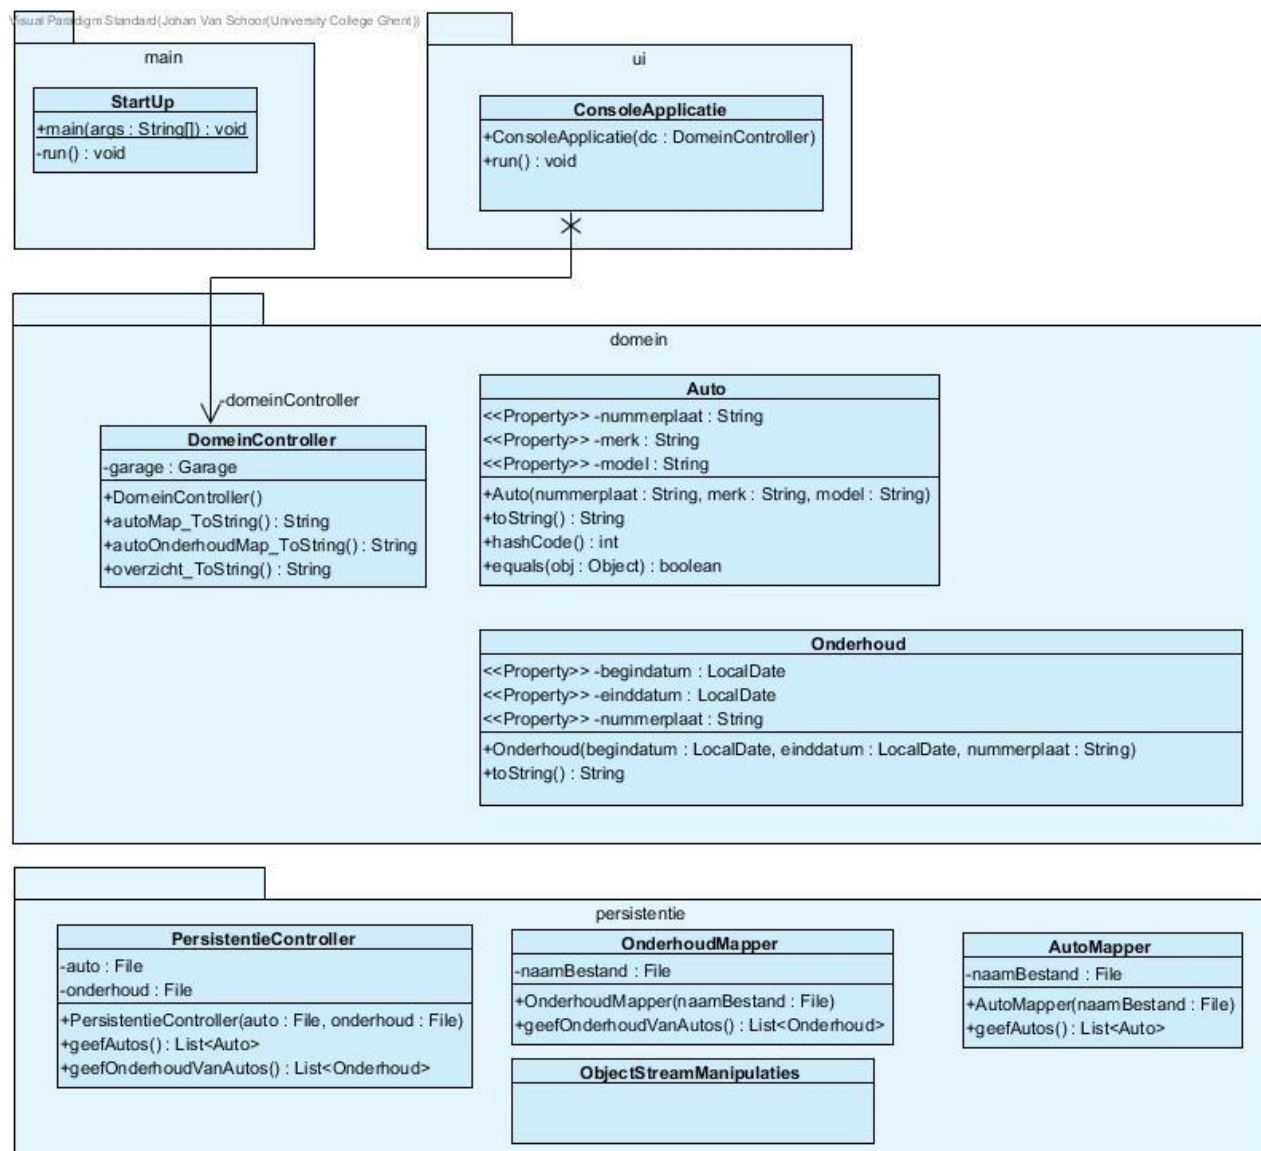 Visual Paradigm Standard(Johan Van Schoor(University College Ghent))
main
StartUp
+main(args : String[]) : void
-run() : void
ui
ConsoleApplicatie
+ConsoleApplicatie(dc : DomeinController)
+run() : void
domein
-domeinController
DomeinController
-garage : Garage
+DomeinController()
+autoMap_ToString() : String
+autoOnderhoudMap_ToString() : String
+overzicht_ToString() : String
Auto
<<Property>> -nummerplaat : String
<<Property>> -merk : String
<<Property>> -model : String
+Auto(nummerplaat : String, merk : String, model : String)
+toString() : String
+hashCode() : int
+equals(obj : Object) : boolean
Onderhoud
<<Property>> -begindatum : LocalDate
<<Property>> -einddatum : LocalDate
<<Property>> -nummerplaat : String
+Onderhoud(begindatum : LocalDate, einddatum : LocalDate, nummerplaat : String)
+toString() : String
persistentie
PersistentieController
-auto : File
-onderhoud : File
+PersistentieController(auto : File, onderhoud : File)
+geefAutos() : List<Auto>
+geefOnderhoudVanAutos() : List<Onderhoud>
OnderhoudMapper
-naamBestand : File
+OnderhoudMapper(naamBestand : File)
+geefOnderhoudVanAutos() : List<Onderhoud>
ObjectStreamManipulaties
AutoMapper
-naamBestand : File
+AutoMapper(naamBestand : File)
+geefAutos() : List<Auto>